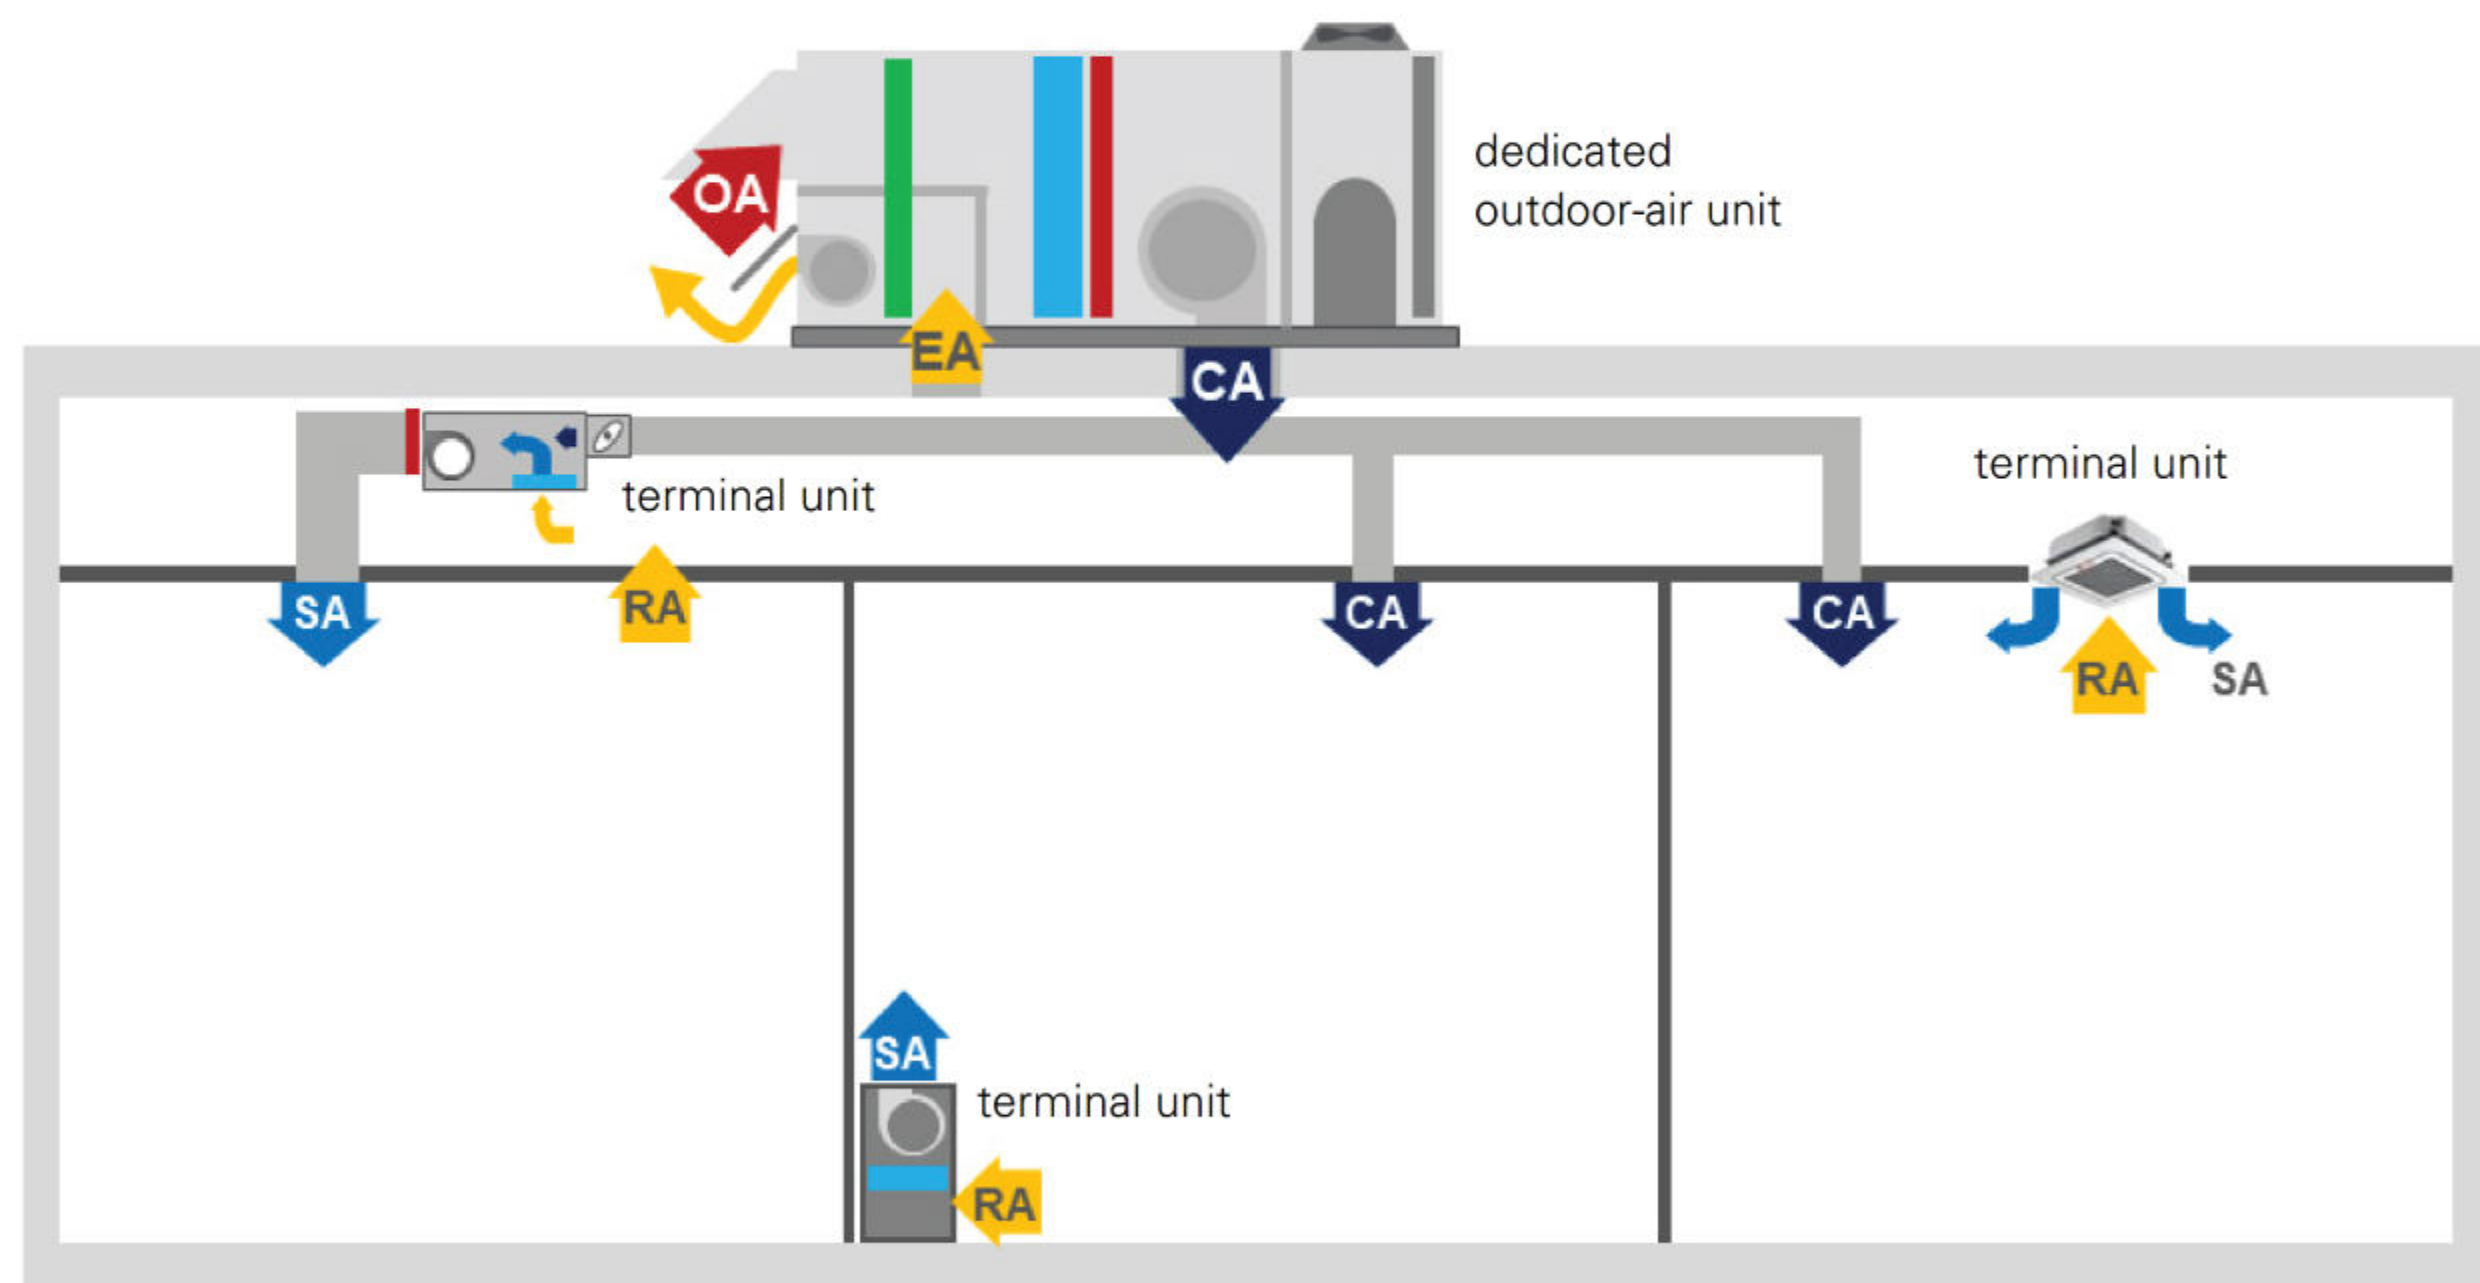 dedicated
outdoor-air unit
OA
EA
CA
terminal unit
terminal unit
SA
RA
CA
CA
RA
SA
SA
terminal unit
RA